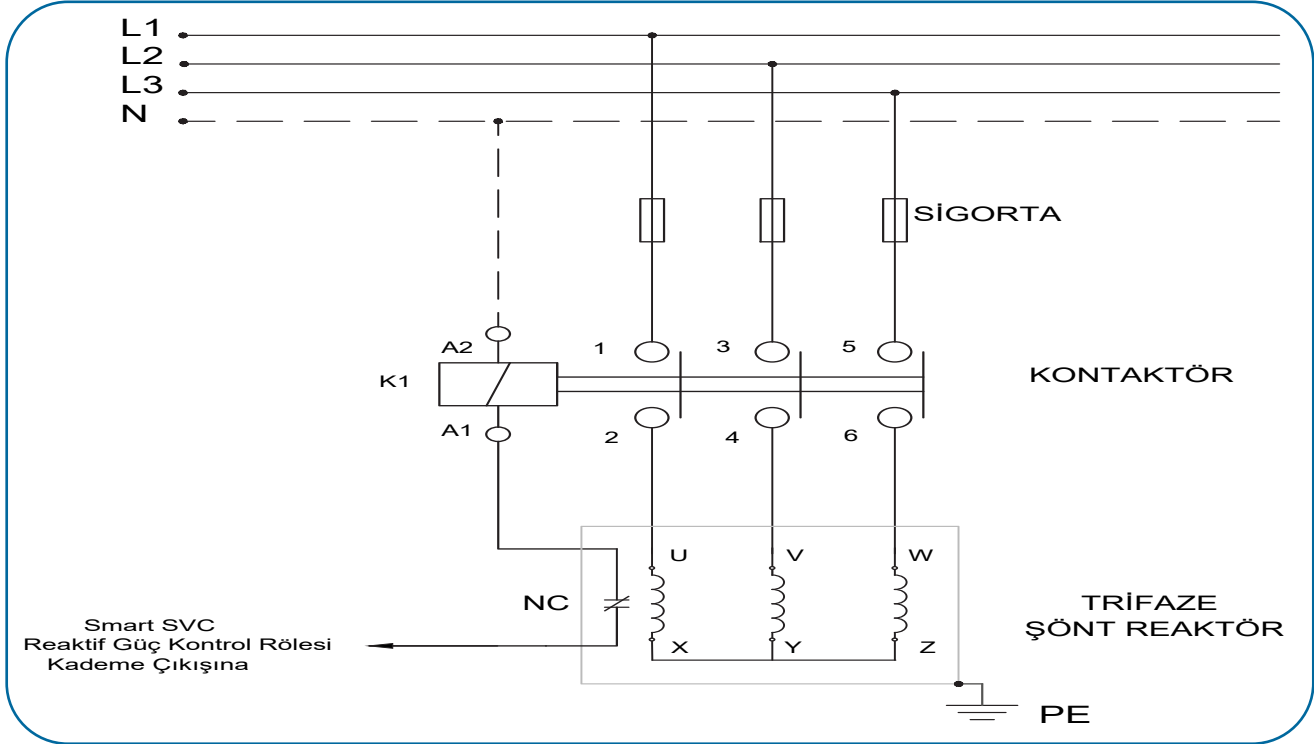 L1
L2
L3
N
SİGORTA
A2
1
3
5
K1
KONTAKTÖR
A1
2
4
6
U
V
W
NC
TRİFAZE
ŞÖNT REAKTÖR
Smart SVC
Reaktif Güç Kontrol Rölesi
Kademe Çıkışına
X
Y
Z
PE